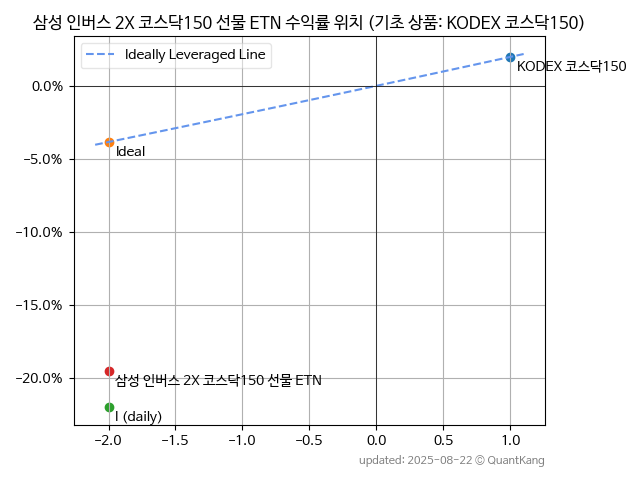 삼성 인버스 2X 코스닥150 선물 ETN 수익률 위치 (기초 상품: KODEX 코스닥150)
Ideally Leveraged Line
KODEX 코스닥150
0.0%
Ideal
−5.0%
−10.0%
−15.0%
−20.0%
삼성 인버스 2X 코스닥150 선물 ETN
I (daily)
−2.0 −1.5 −1.0 −0.5 0.0 0.5 1.0
updated: 2025-08-22 © QuantKang